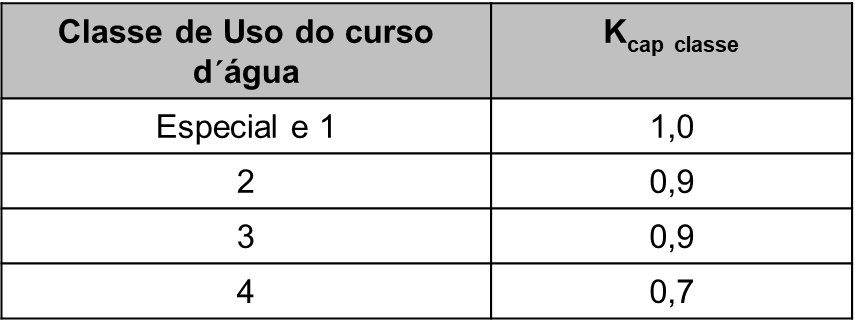 Classe de Uso do curso K cap classe
d´água
Especial e 1 1,0
2 0,9
3 0,9
4 0,7